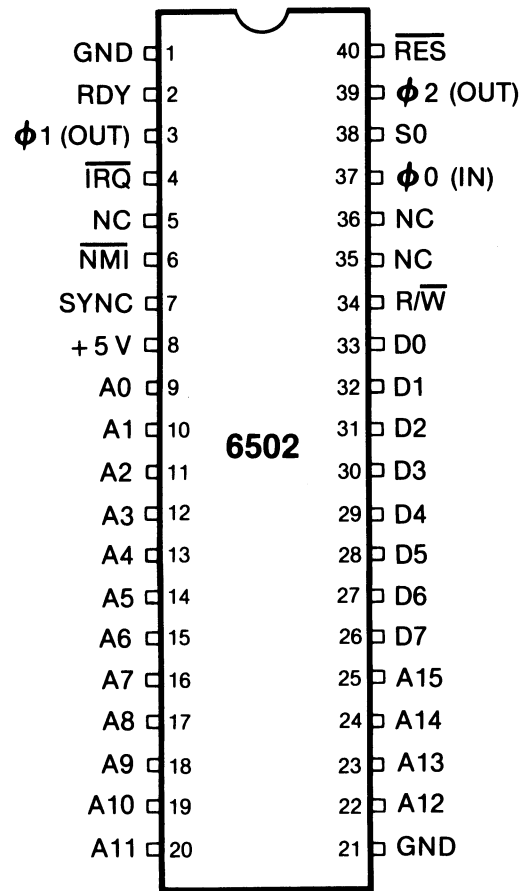 GND 1 40 R̅E̅S̅
RDY 2 39 ϕ2 (OUT)
ϕ1 (OUT) 3 38 S0
I̅R̅Q̅ 4 37 ϕ0 (IN)
NC 5 36 NC
N̅M̅I̅ 6 35 NC
SYNC 7 34 R/W̅
+5 V 8 33 D0
A0 9 32 D1
A1 10 31 D2
6502
A2 11 30 D3
A3 12 29 D4
A4 13 28 D5
A5 14 27 D6
A6 15 26 D7
A7 16 25 A15
A8 17 24 A14
A9 18 23 A13
A10 19 22 A12
A11 20 21 GND